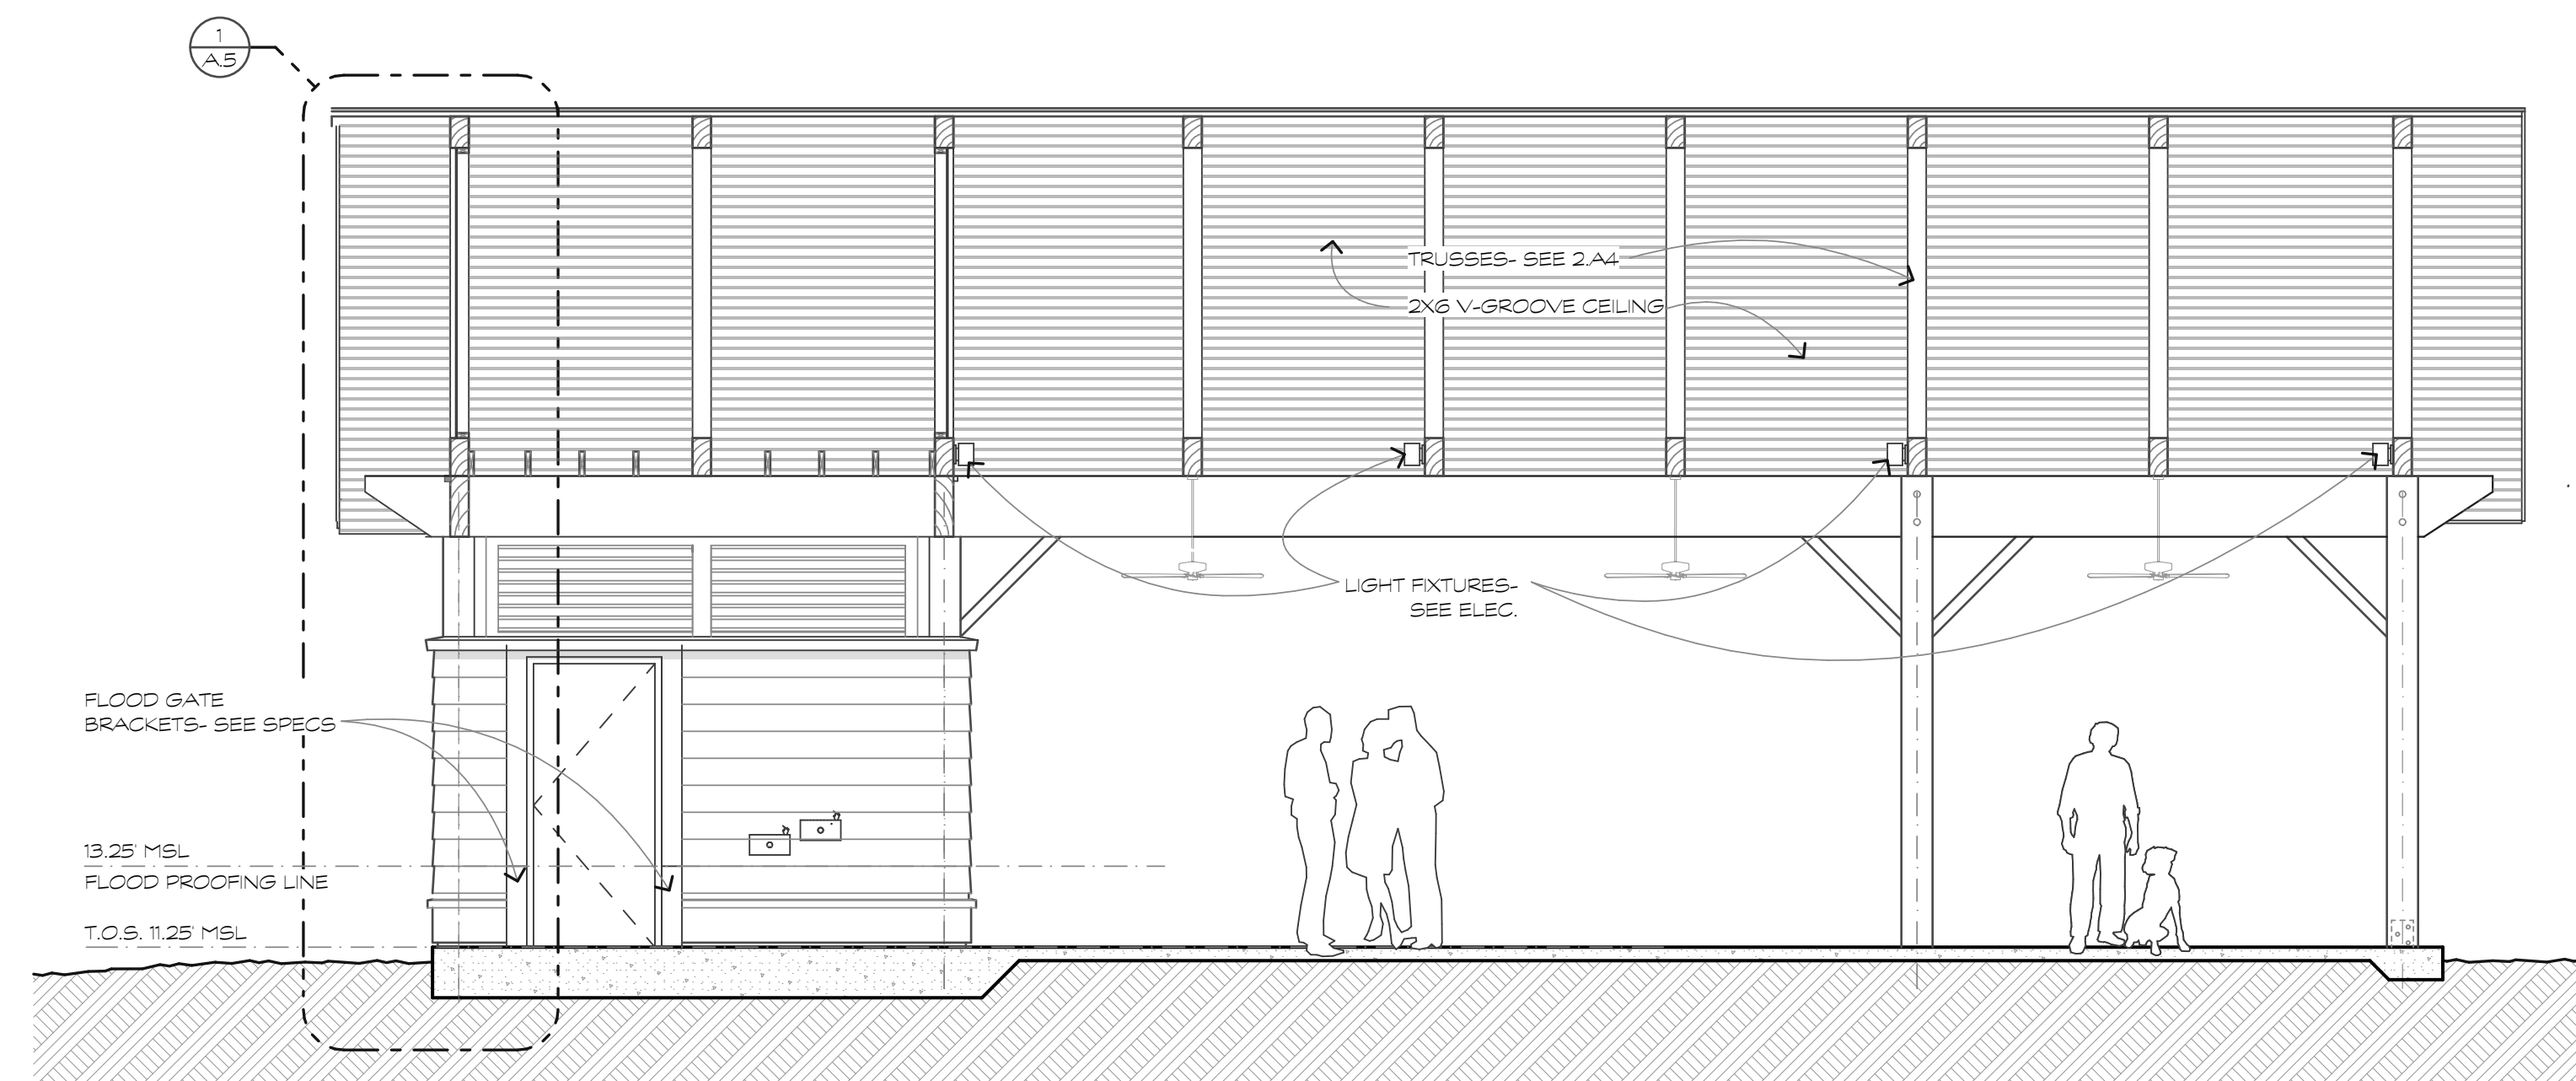 1
A.5
TRUSSES- SEE 2.A4
2X6 V-GROOVE CEILING
LIGHT FIXTURES-
SEE ELEC.
FLOOD GATE
BRACKETS- SEE SPECS
13.25' MSL
FLOOD PROOFING LINE
T.O.S. 11.25' MSL